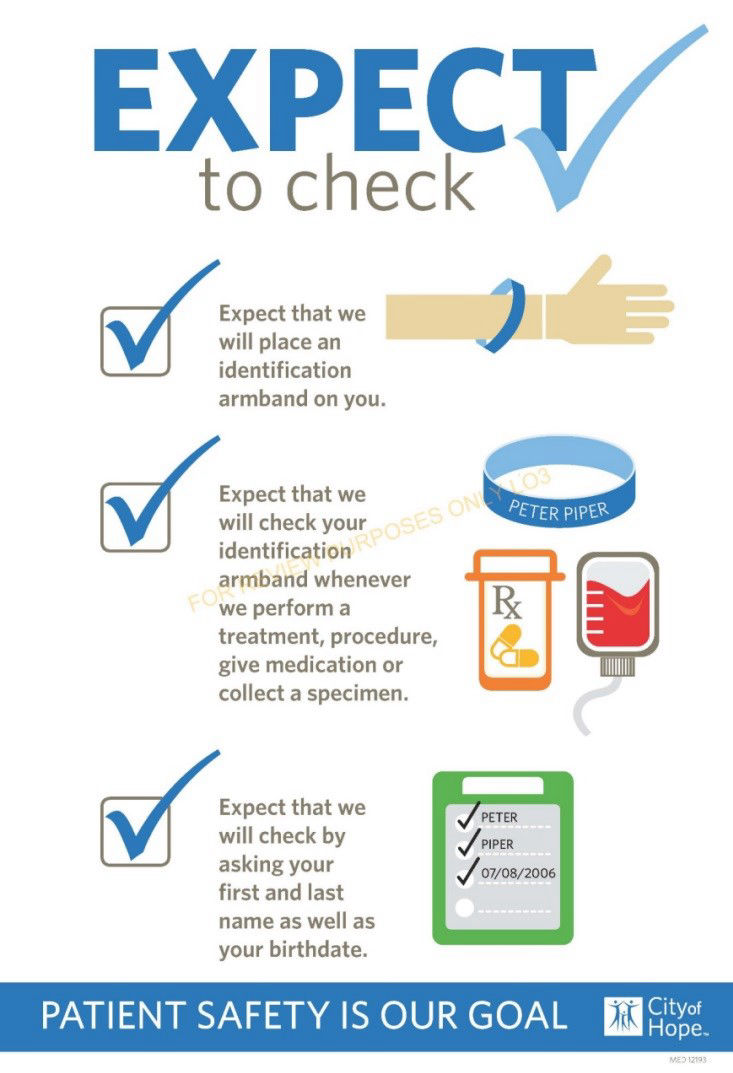 EXPECT
to check
Expect that we
will place an
identification
armband on you.
Expect that we
will check your
identification
armband whenever
we perform a
treatment, procedure,
give medication or
collect a specimen.
FOR REVIEW PURPOSES ONLY LO3
PETER PIPER
Rx
Expect that we
will check by
asking your
first and last
name as well as
your birthdate.
PETER
PIPER
07/08/2006
PATIENT SAFETY IS OUR GOAL
City of
Hope™
MED 12193